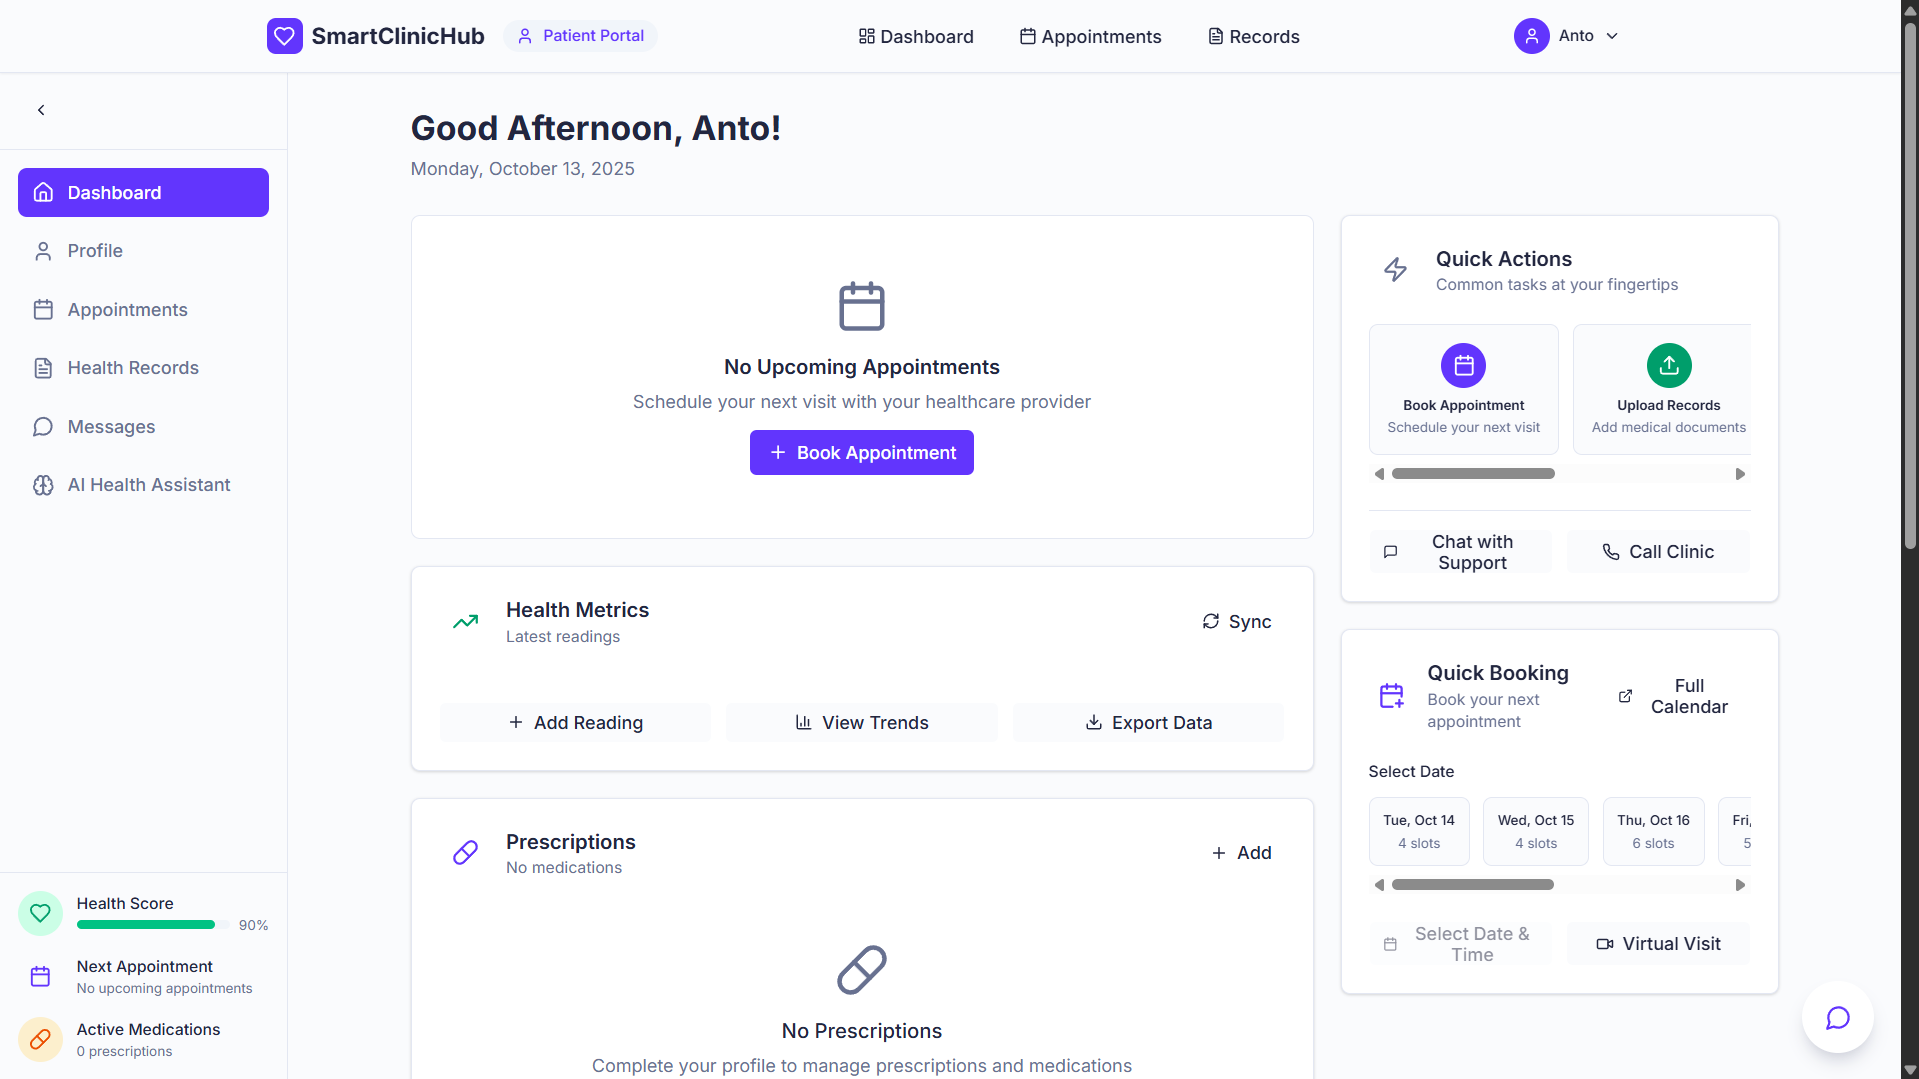 SmartClinicHub
Patient Portal
Dashboard
Appointments
Records
Anto
Dashboard
Profile
Appointments
Health Records
Messages
AI Health Assistant
Health Score
90%
Next Appointment
No upcoming appointments
Active Medications
0 prescriptions
Good Afternoon, Anto!
Monday, October 13, 2025
No Upcoming Appointments
Schedule your next visit with your healthcare provider
Book Appointment
Health Metrics
Latest readings
Sync
Add Reading
View Trends
Export Data
Prescriptions
No medications
Add
No Prescriptions
Complete your profile to manage prescriptions and medications
Quick Actions
Common tasks at your fingertips
Book Appointment
Schedule your next visit
Upload Records
Add medical documents
Chat with
Support
Call Clinic
Quick Booking
Book your next
appointment
Full
Calendar
Select Date
Tue, Oct 14
4 slots
Wed, Oct 15
4 slots
Thu, Oct 16
6 slots
Fri,
5
Select Date &
Time
Virtual Visit